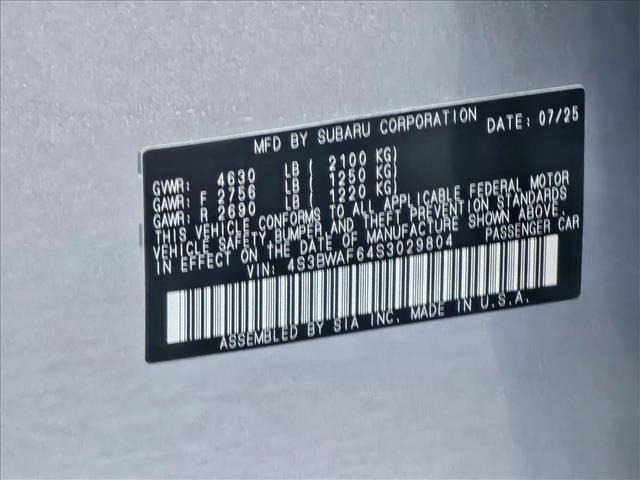 MFD BY SUBARU CORPORATION DATE: 07/25
GVWR: 4630 LB ( 2100 KG)
GAWR: F 2756 LB ( 1250 KG)
GAWR: R 2690 LB ( 1220 KG)
THIS VEHICLE CONFORMS TO ALL APPLICABLE FEDERAL MOTOR
VEHICLE SAFETY, BUMPER, AND THEFT PREVENTION STANDARDS
IN EFFECT ON THE DATE OF MANUFACTURE SHOWN ABOVE.
VIN: 4S3BWAF64S3029804 PASSENGER CAR
ASSEMBLED BY SIA INC. MADE IN U.S.A.